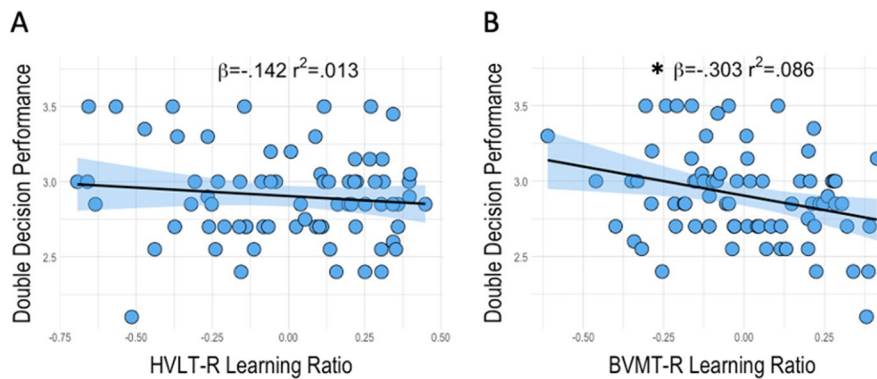 A
β=-.142 r²=.013
Double Decision Performance
3.5
3.0
2.5
-0.75
-0.50
-0.25
0.00
0.25
0.50
HVLT-R Learning Ratio
B
* β=-.303 r²=.086
Double Decision Performance
3.5
3.0
2.5
-0.50
-0.25
0.00
0.25
BVMT-R Learning Ratio